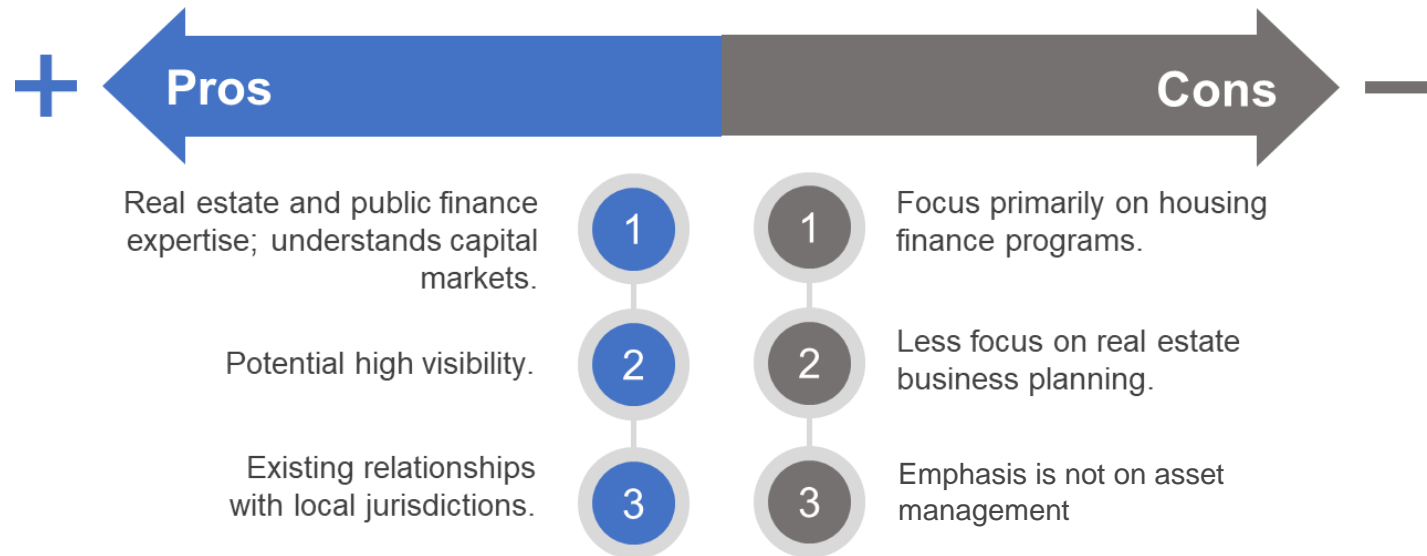 +
Pros
Cons
—
Real estate and public finance
expertise; understands capital
markets.
1
Potential high visibility.
2
Existing relationships
with local jurisdictions.
3
1
Focus primarily on housing
finance programs.
2
Less focus on real estate
business planning.
3
Emphasis is not on asset
management